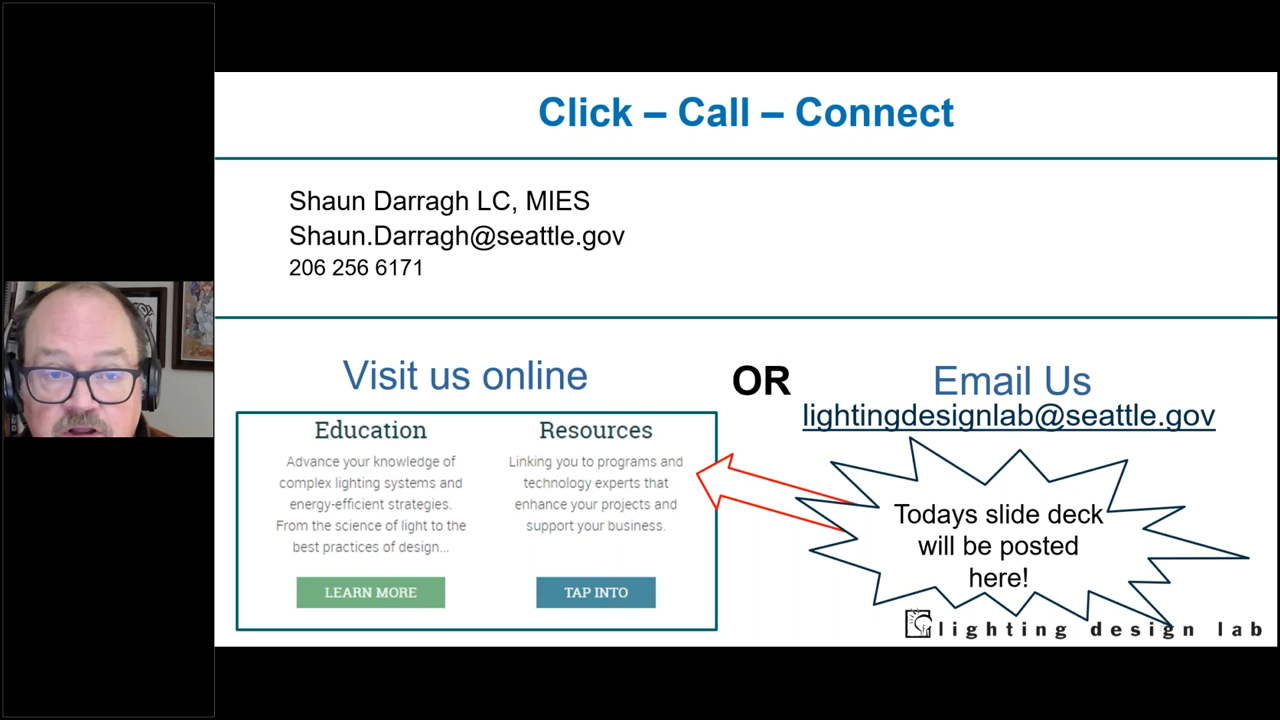 Click – Call – Connect
Shaun Darragh LC, MIES
Shaun.Darragh@seattle.gov
206 256 6171
Visit us online
OR
Email Us
lightingdesignlab@seattle.gov
Education
Advance your knowledge of
complex lighting systems and
energy-efficient strategies.
From the science of light to the
best practices of design...
LEARN MORE
Resources
Linking you to programs and
technology experts that
enhance your projects and
support your business.
TAP INTO
Todays slide deck
will be posted
here!
lighting design lab